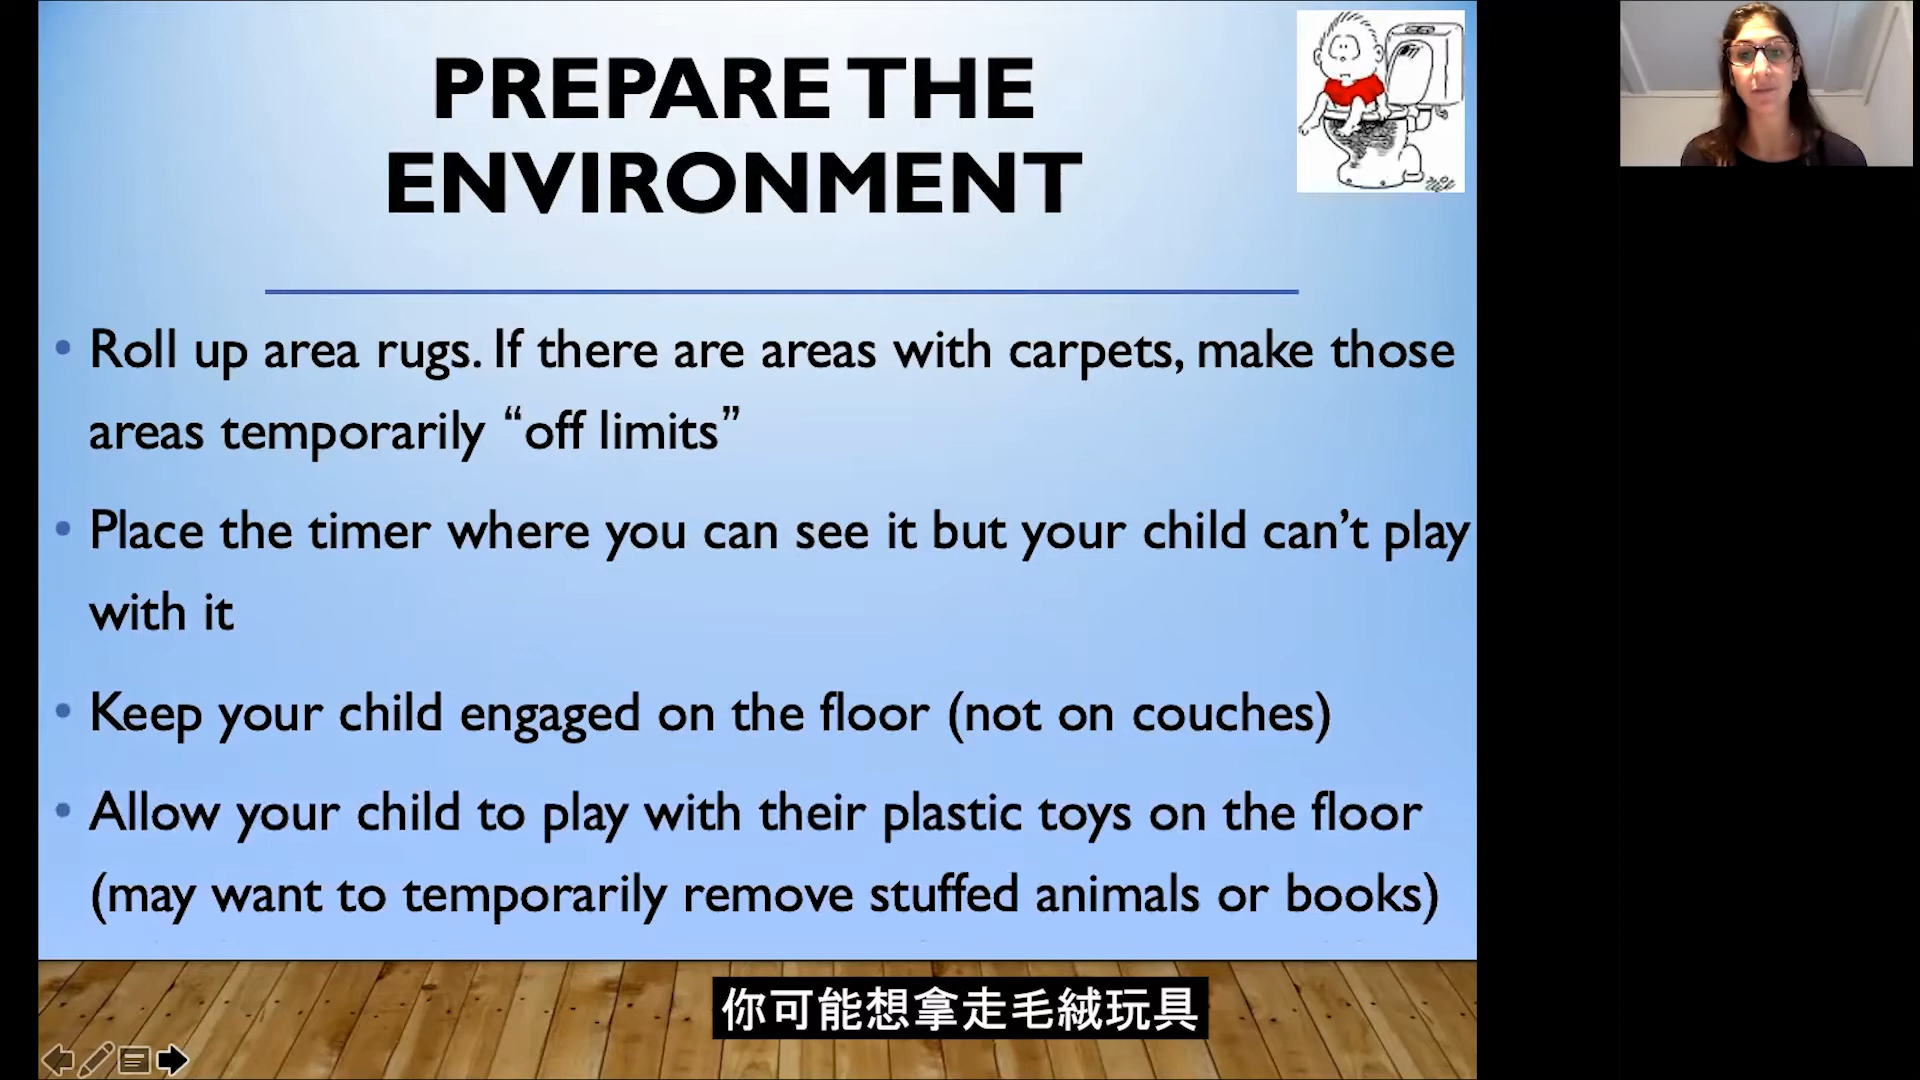 PREPARE THE
ENVIRONMENT
• Roll up area rugs. If there are areas with carpets, make those
areas temporarily “off limits”
• Place the timer where you can see it but your child can’t play
with it
• Keep your child engaged on the floor (not on couches)
• Allow your child to play with their plastic toys on the floor
(may want to temporarily remove stuffed animals or books)
你可能想拿走毛絨玩具